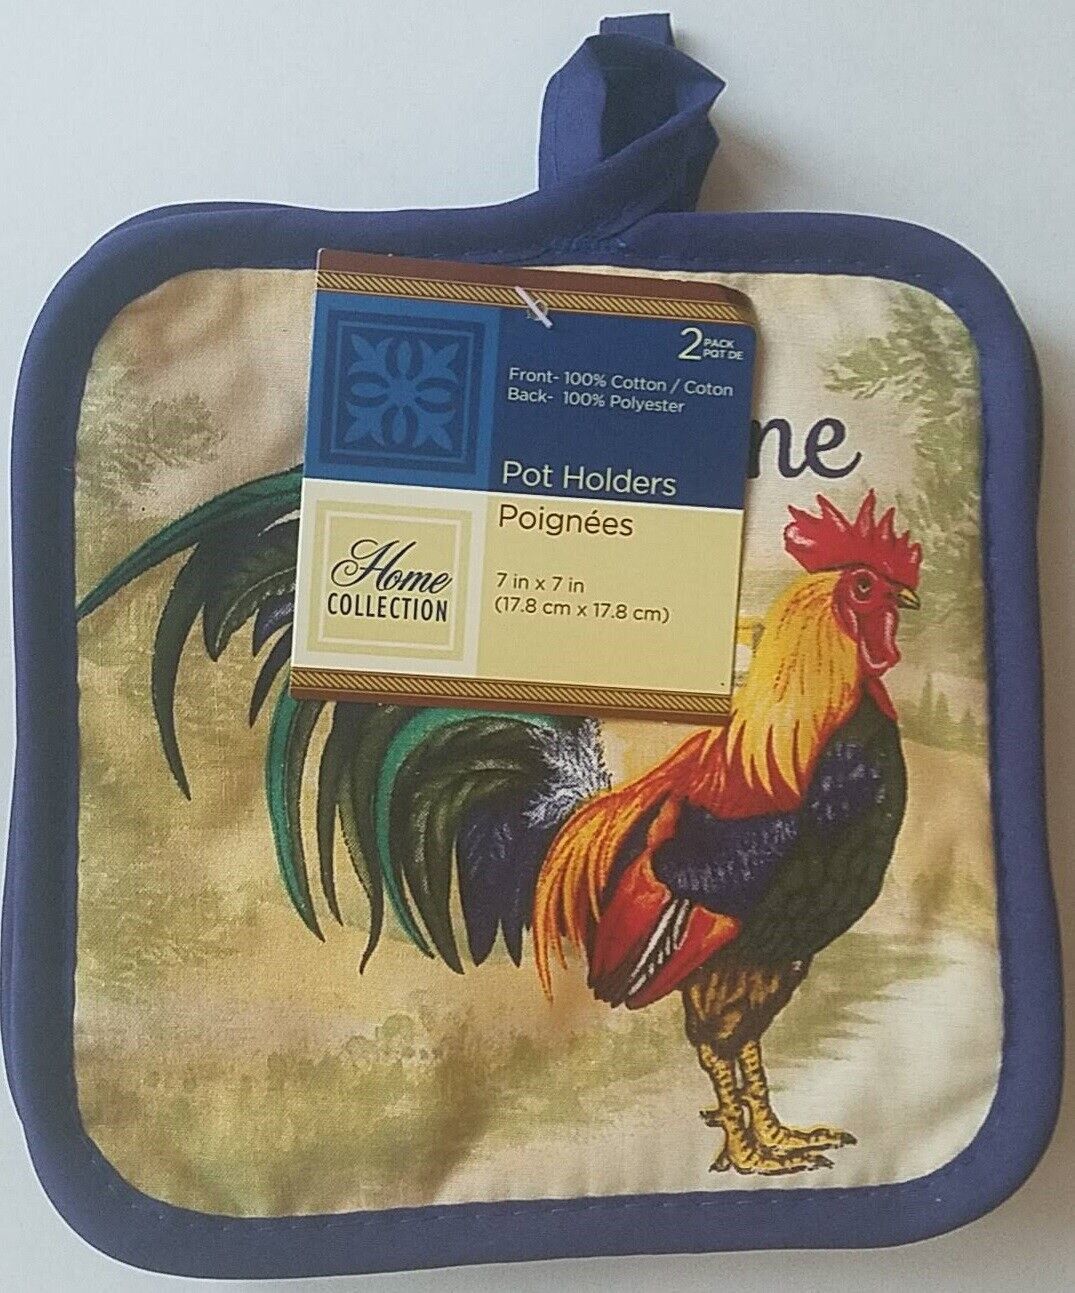 2 PACK
POT DE
Front- 100% Cotton / Coton
Back- 100% Polyester
Pot Holders
Poignées
Home
COLLECTION
7 in x 7 in
(17.8 cm x 17.8 cm)
me